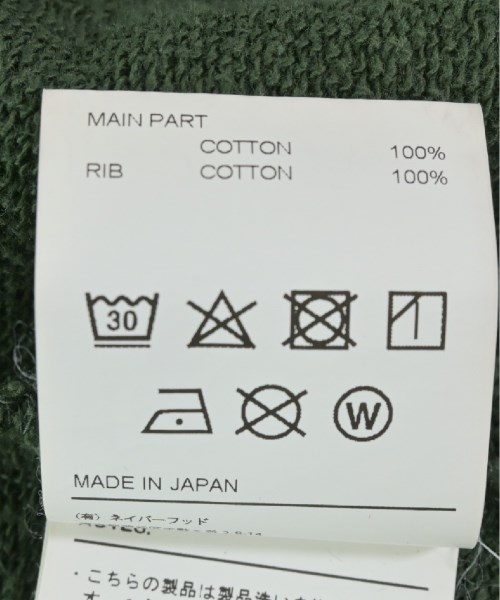 MAIN PART
COTTON 100%
RIB COTTON 100%
30
W
MADE IN JAPAN
(有) ネイバーフッド
・こちらの製品は製品洗い